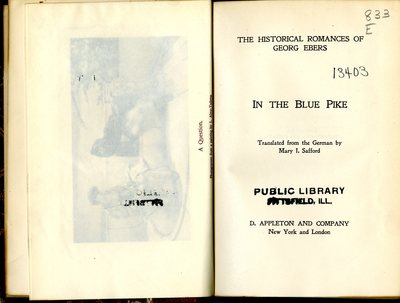 A Question.
833
E
THE HISTORICAL ROMANCES OF
GEORG EBERS
13403
IN THE BLUE PIKE
Translated from the German by
Mary J. Safford
PUBLIC LIBRARY
PITTSFIELD, ILL.
D. APPLETON AND COMPANY
New York and London